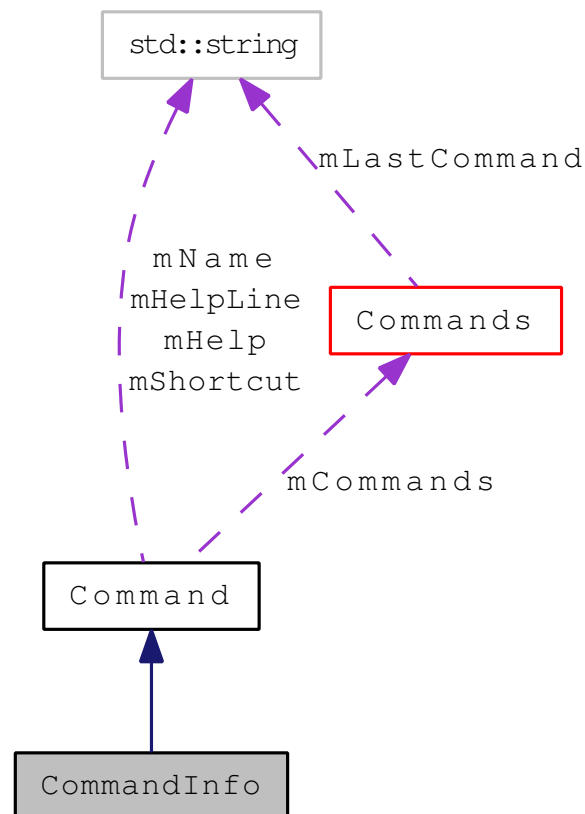 std::string
mLastCommand
mName
mHelpLine
mHelp
mShortcut
Commands
mCommands
Command
CommandInfo